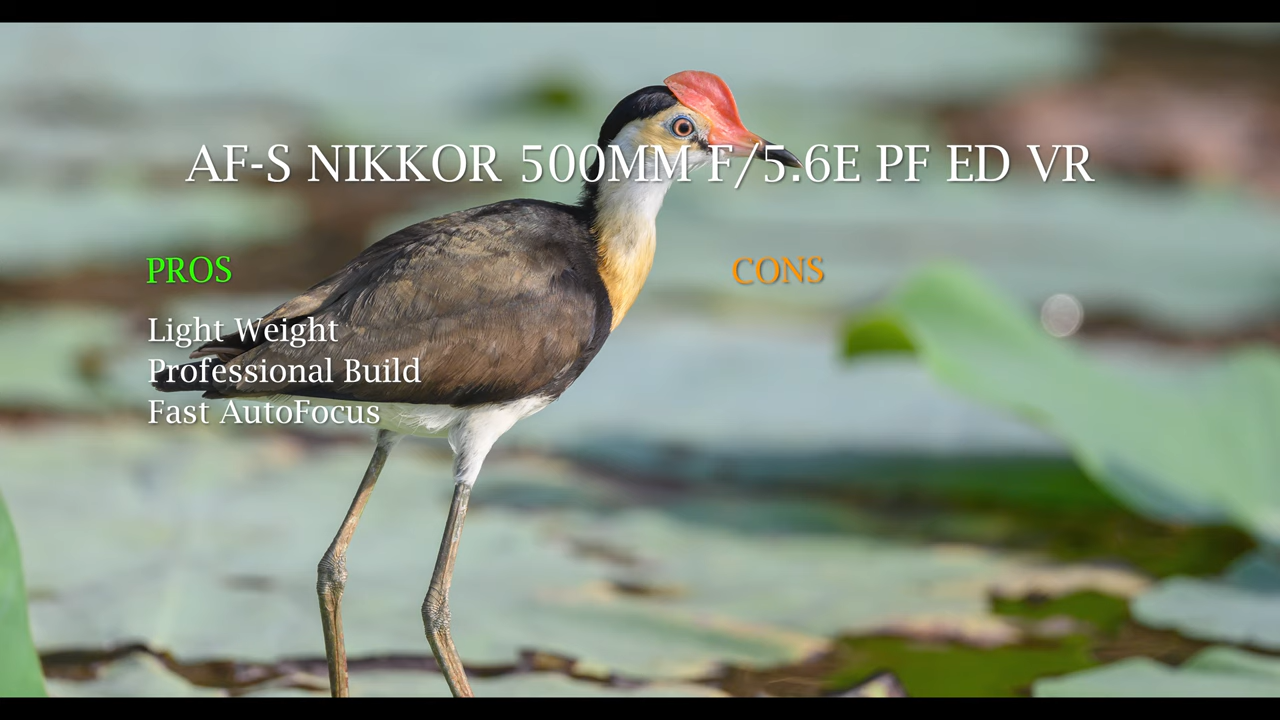 AF-S NIKKOR 500MM F/5.6E PF ED VR
PROS
CONS
Light Weight
Professional Build
Fast AutoFocus